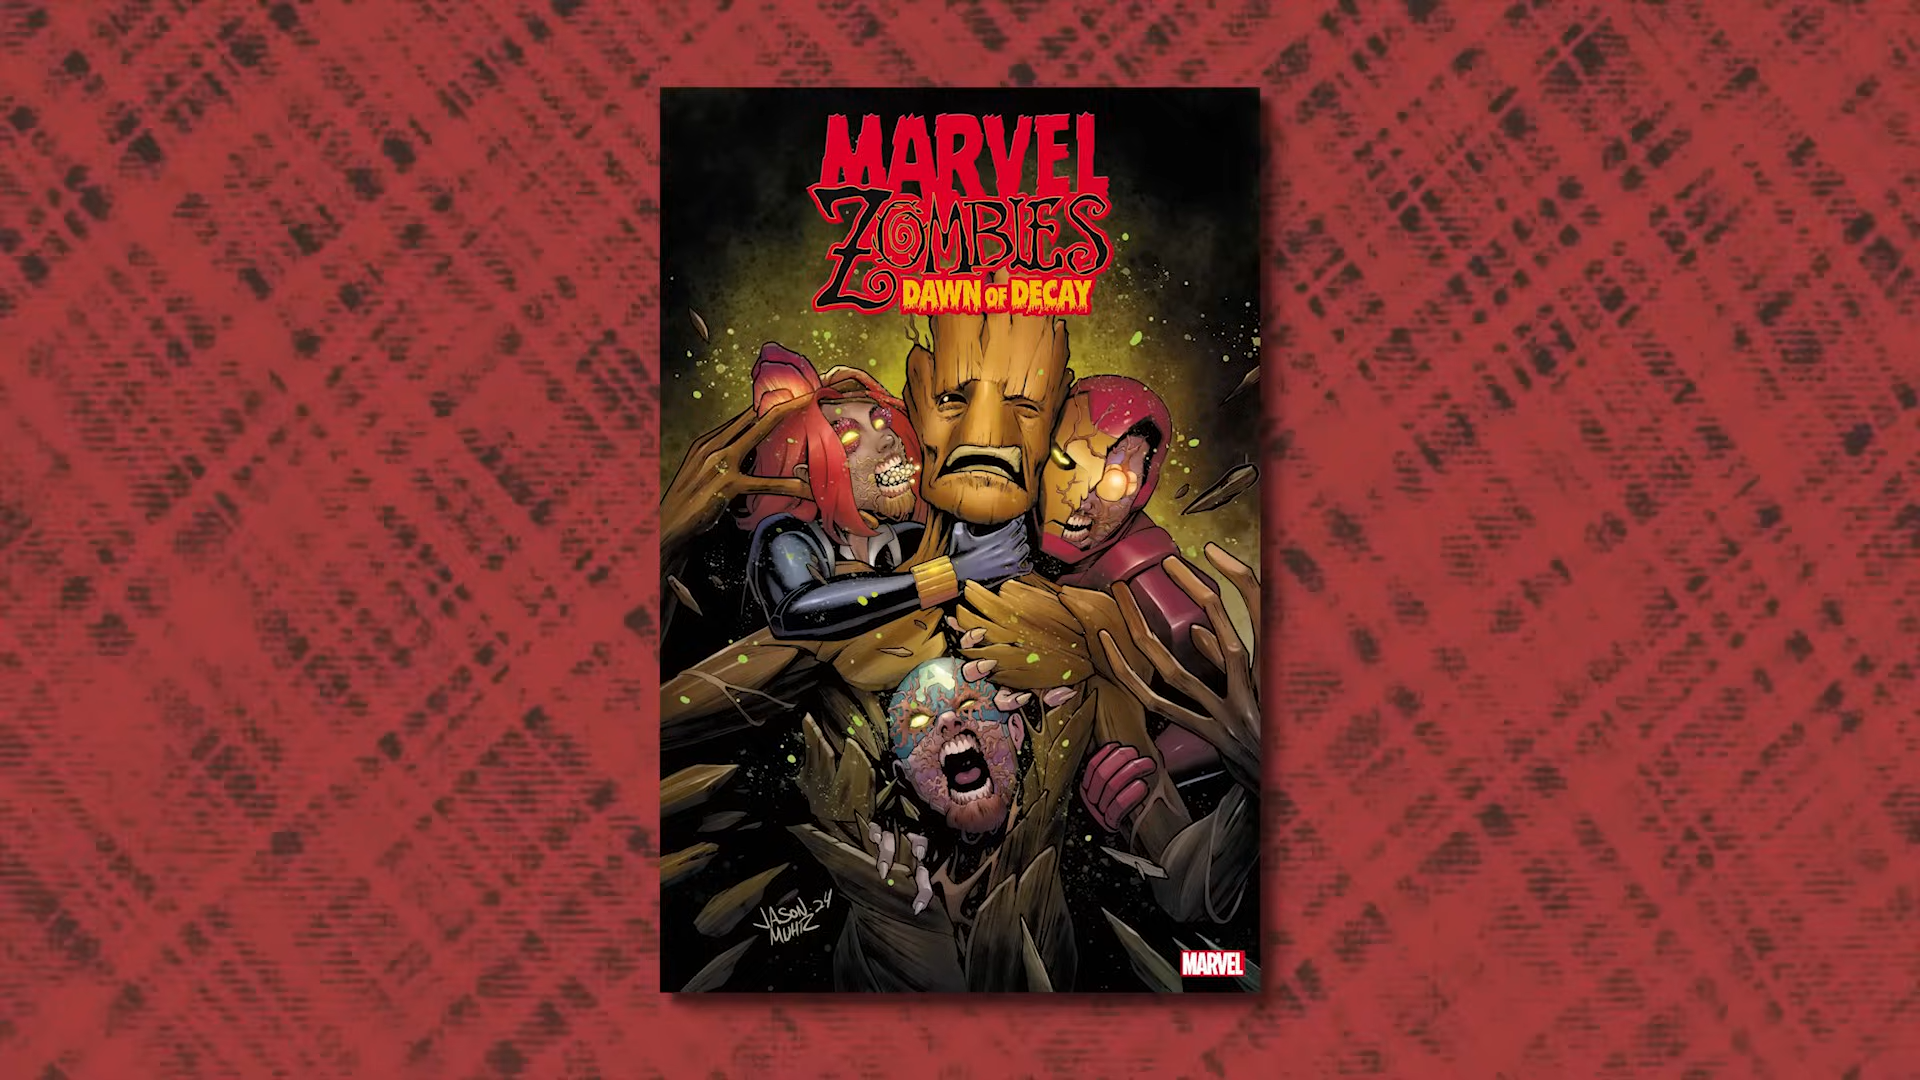 MARVEL
ZOMBIES
DAWN OF DECAY
JASON. 24
MUHR
MARVEL